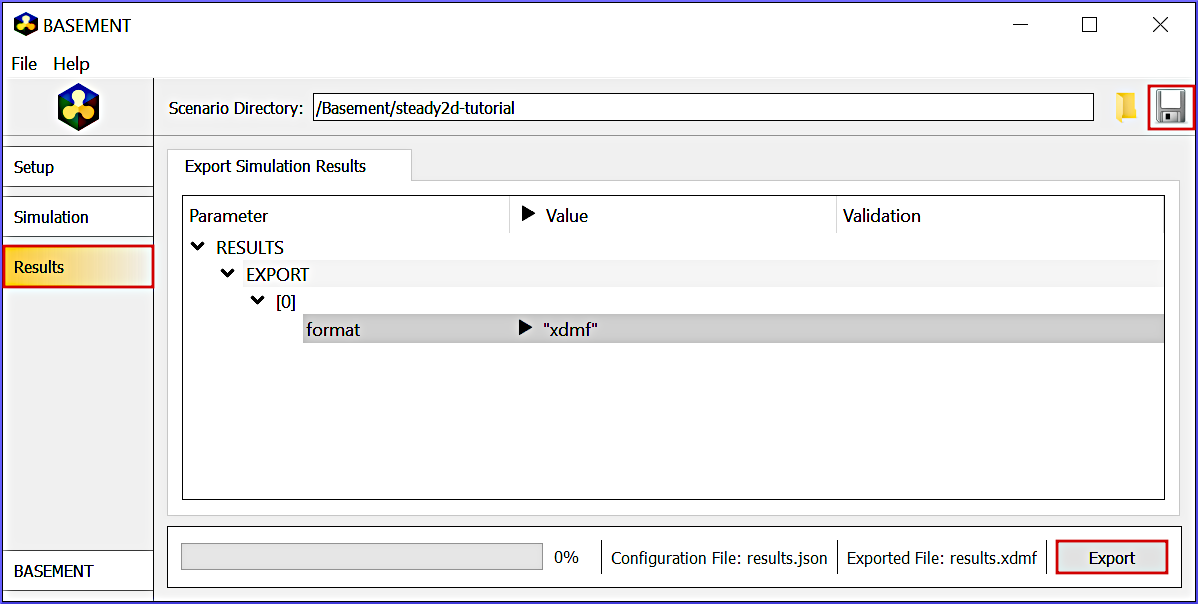 BASEMENT
File Help
Scenario Directory: /Basement/steady2d-tutorial
Setup
Simulation
Results
BASEMENT
Export Simulation Results
Parameter Value Validation
RESULTS
EXPORT
[0]
format "xdmf"
0% Configuration File: results.json Exported File: results.xdmf Export